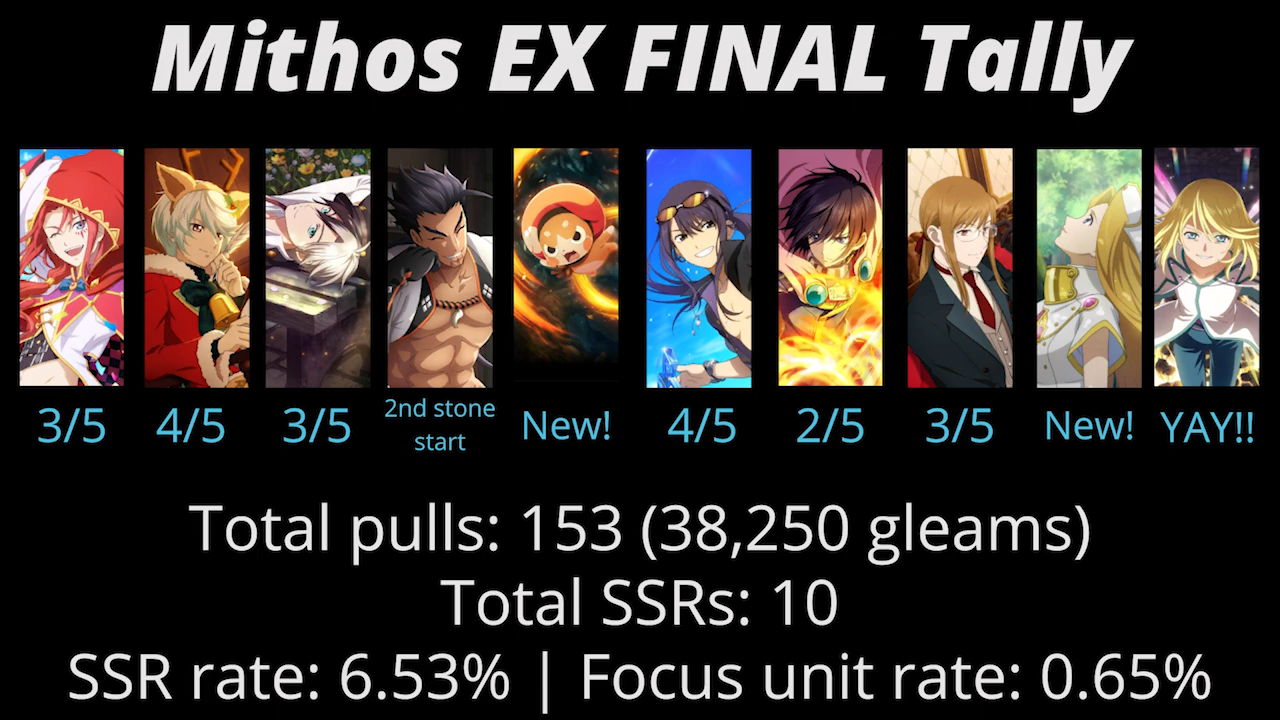 Mithos EX FINAL Tally
3/5
4/5
3/5
2nd stone
start
New!
4/5
2/5
3/5
New!
YAY!!
Total pulls: 153 (38,250 gleams)
Total SSRs: 10
SSR rate: 6.53% | Focus unit rate: 0.65%